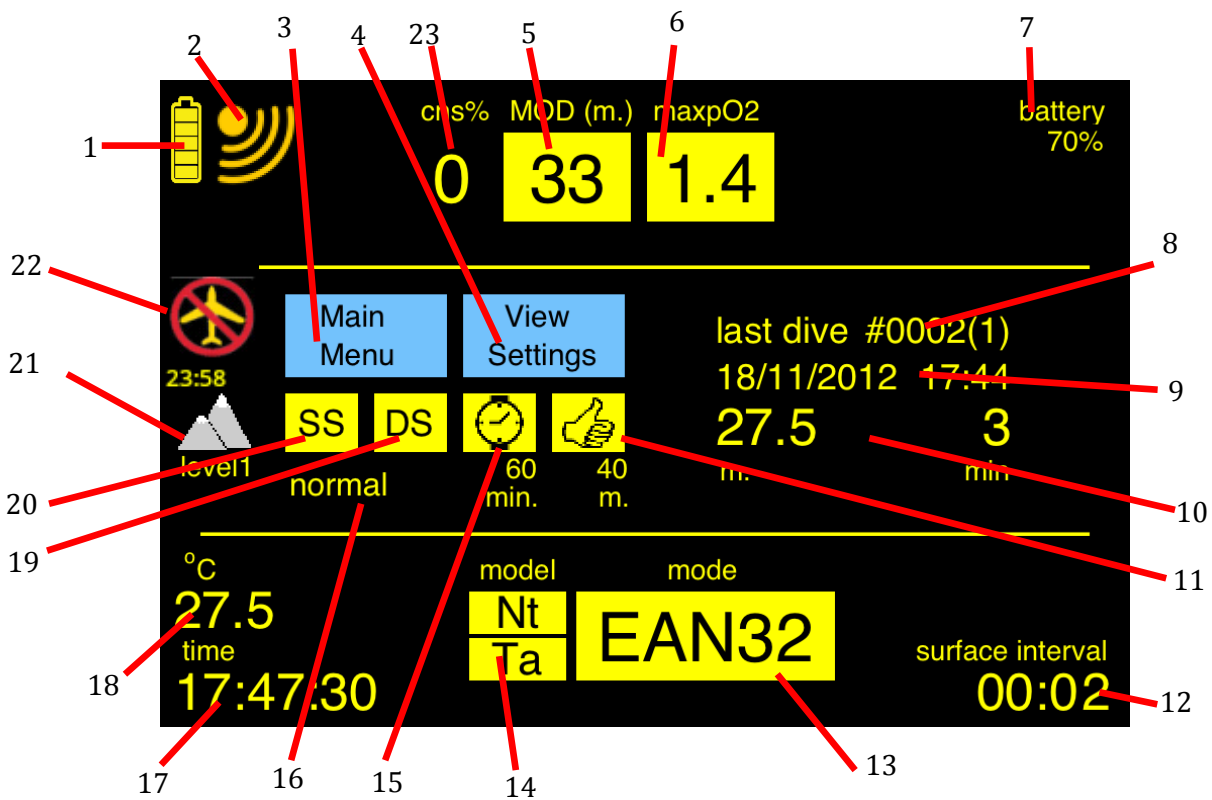 2
3
4
23
5
6
7
cns%
MOD (m.)
maxpO2
battery
70%
1
0
33
1.4
22
8
Main
Menu
View
Settings
last dive #0002(1)
23:58
18/11/2012 17:44
21
9
SS
DS
27.5
3
level1
60
min.
40
m.
m.
min
normal
20
10
19
11
°C
model
mode
27.5
Nt
EAN32
time
Ta
surface interval
18
17:47:30
00:02
12
17
16
15
14
13